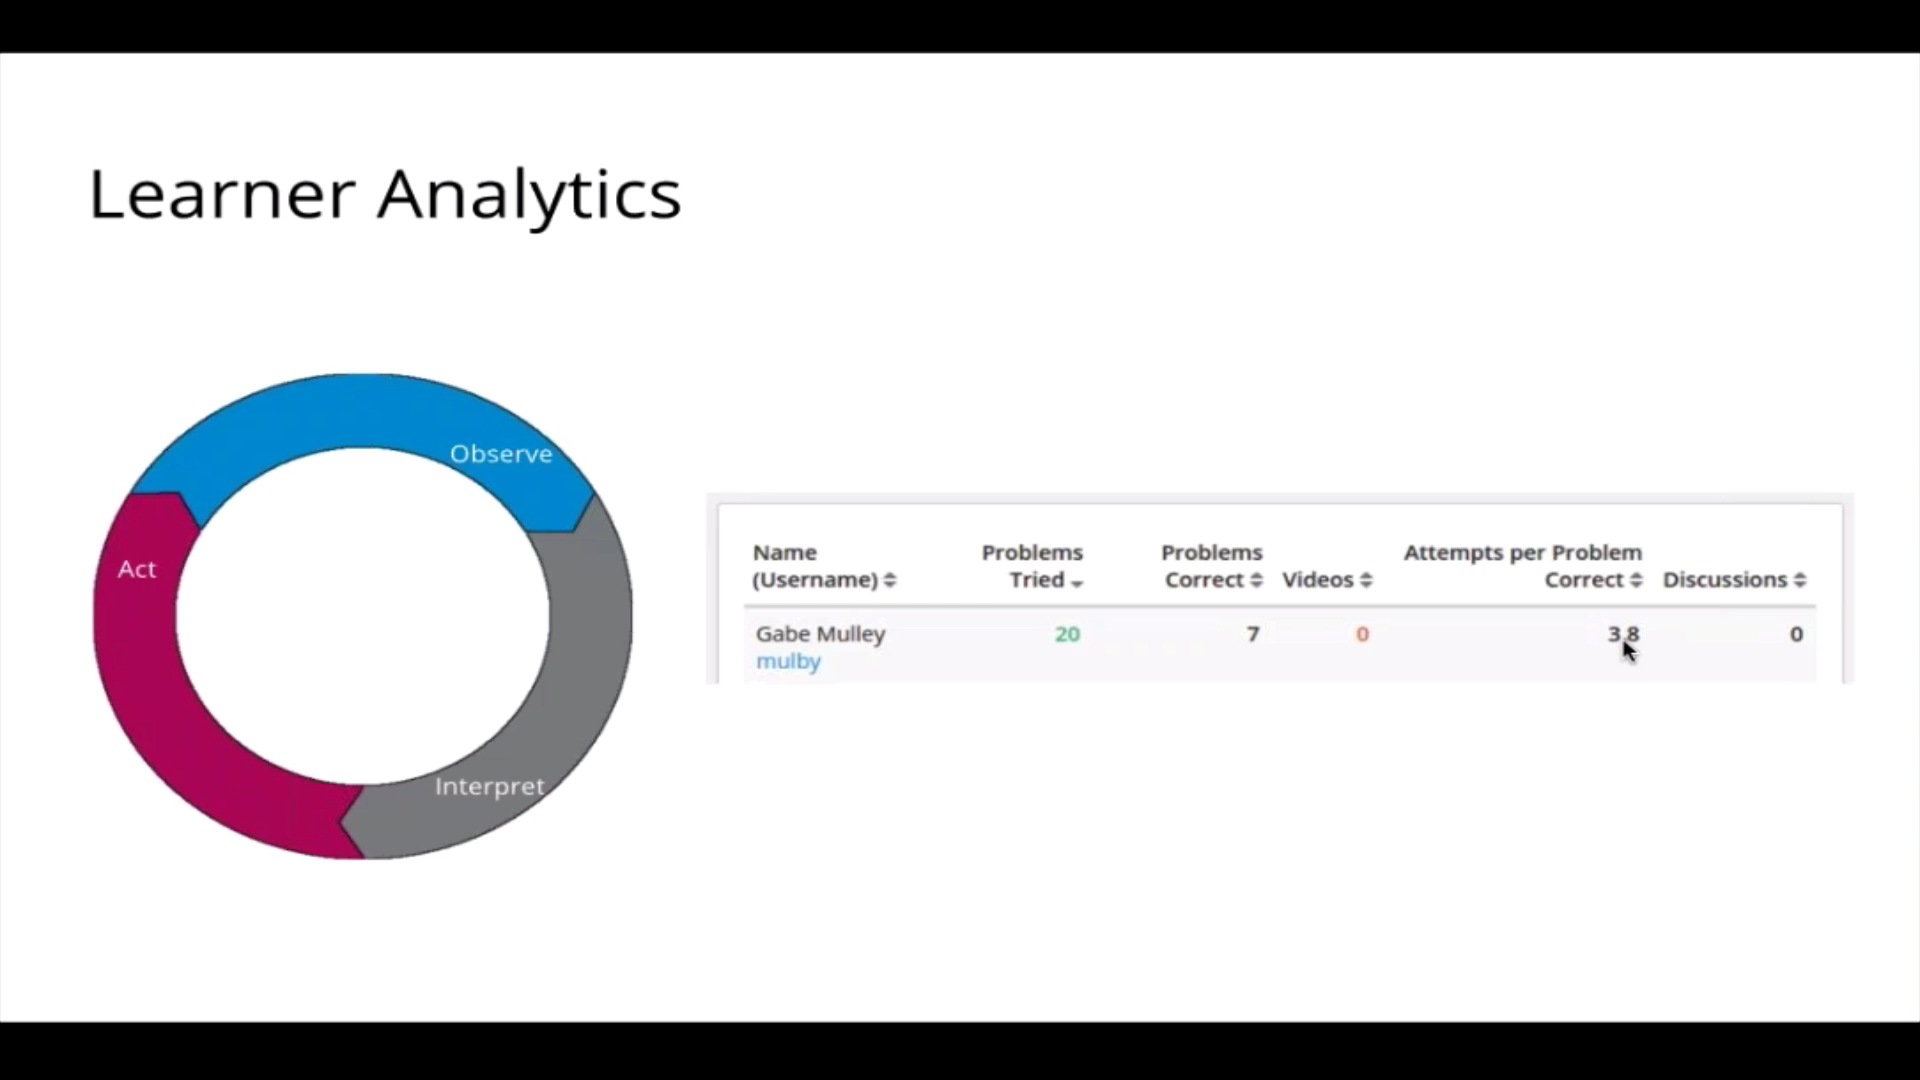 Learner Analytics
Observe
Act
Interpret
Name Problems Problems Attempts per Problem
(Username) Tried Correct Videos Correct Discussions
Gabe Mulley 20 7 0 3.8 0
mulby